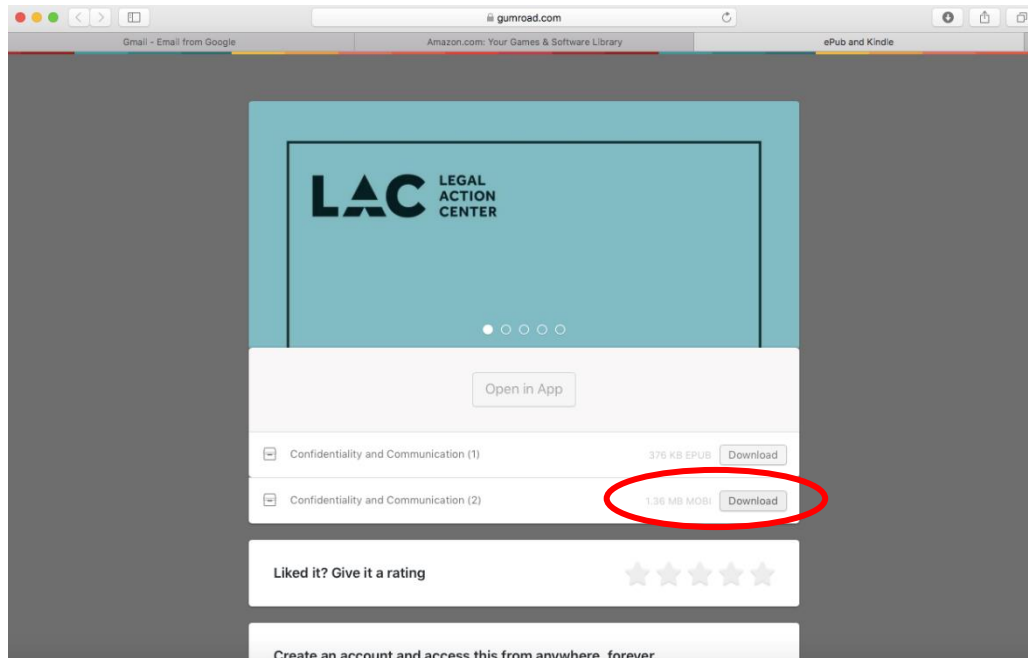 gumroad.com
Gmail - Email from Google
Amazon.com: Your Games & Software Library
ePub and Kindle
LAC LEGAL
ACTION
CENTER
Open in App
Confidentiality and Communication (1) 376 KB EPUB Download
Confidentiality and Communication (2) 1.36 MB MOBI Download
Liked it? Give it a rating
Create an account and access this from anywhere, forever